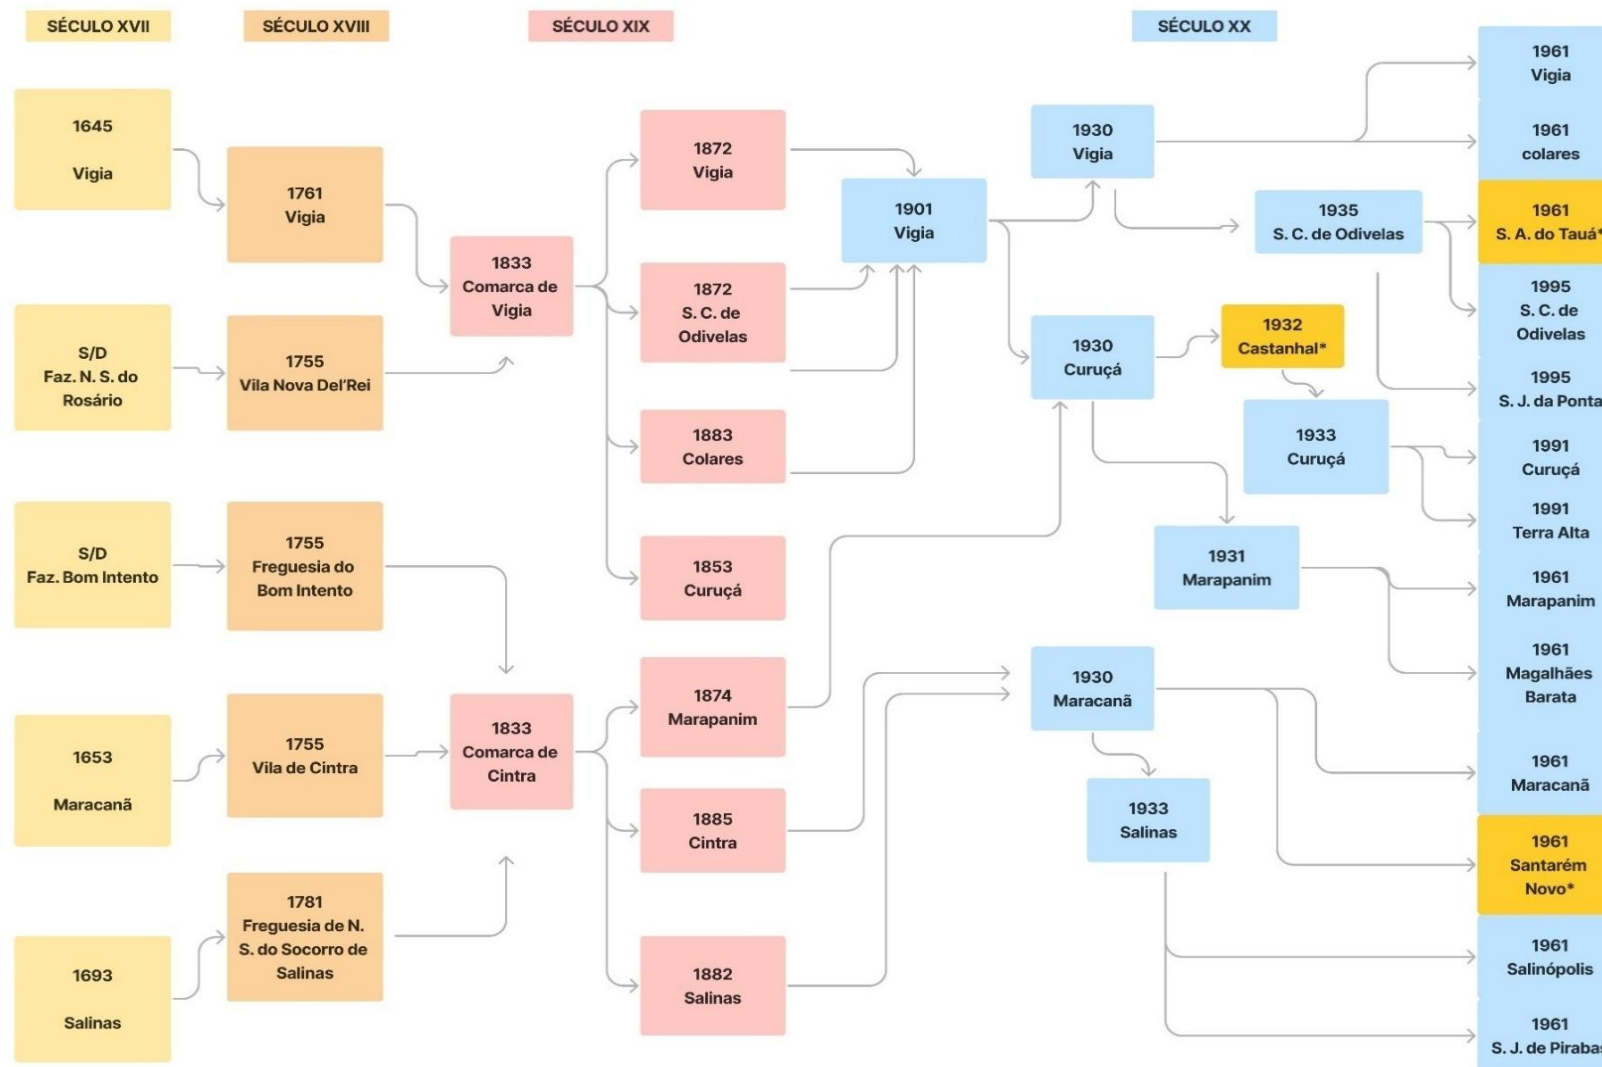 SÉCULO XVII
SÉCULO XVIII
SÉCULO XIX
SÉCULO XX
1645
Vigia
S/D
Faz. N. S. do
Rosário
S/D
Faz. Bom Intento
1653
Maracanã
1693
Salinas
1761
Vigia
1755
Vila Nova Del'Rei
1755
Freguesia do
Bom Intento
1755
Vila de Cintra
1781
Freguesia de N.
S. do Socorro de
Salinas
1833
Comarca de
Vigia
1833
Comarca de
Cintra
1872
Vigia
1872
S. C. de
Odivelas
1883
Colares
1853
Curuçá
1874
Marapanim
1885
Cintra
1882
Salinas
1901
Vigia
1930
Vigia
1935
S. C. de Odivelas
1930
Curuçá
1932
Castanhal*
1933
Curuçá
1931
Marapanim
1930
Maracanã
1933
Salinas
1961
Vigia
1961
colares
1961
S. A. do Tauá*
1995
S. C. de
Odivelas
1995
S. J. da Ponta
1991
Curuçá
1991
Terra Alta
1961
Marapanim
1961
Magalhães
Barata
1961
Maracanã
1961
Santarém
Novo*
1961
Salinópolis
1961
S. J. de Pirabas